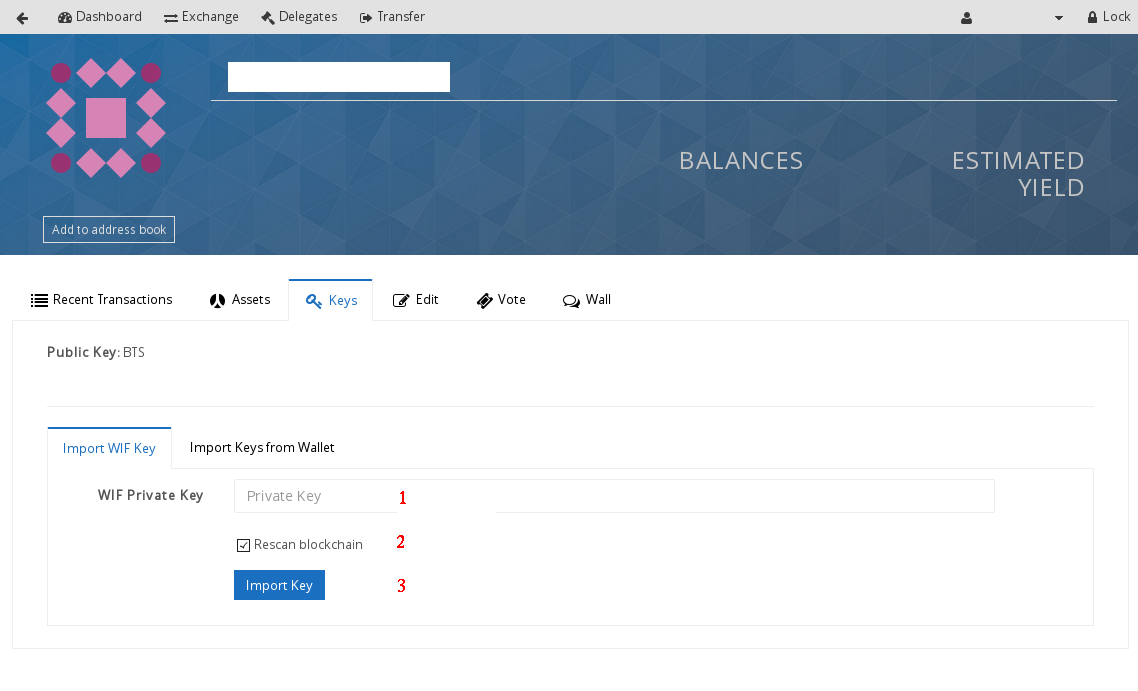 Dashboard Exchange Delegates Transfer Lock
BALANCES ESTIMATED
YIELD
Add to address book
Recent Transactions Assets Keys Edit Vote Wall
Public Key: BTS
Import WIF Key Import Keys from Wallet
WIF Private Key Private Key 1
Rescan blockchain 2
Import Key 3